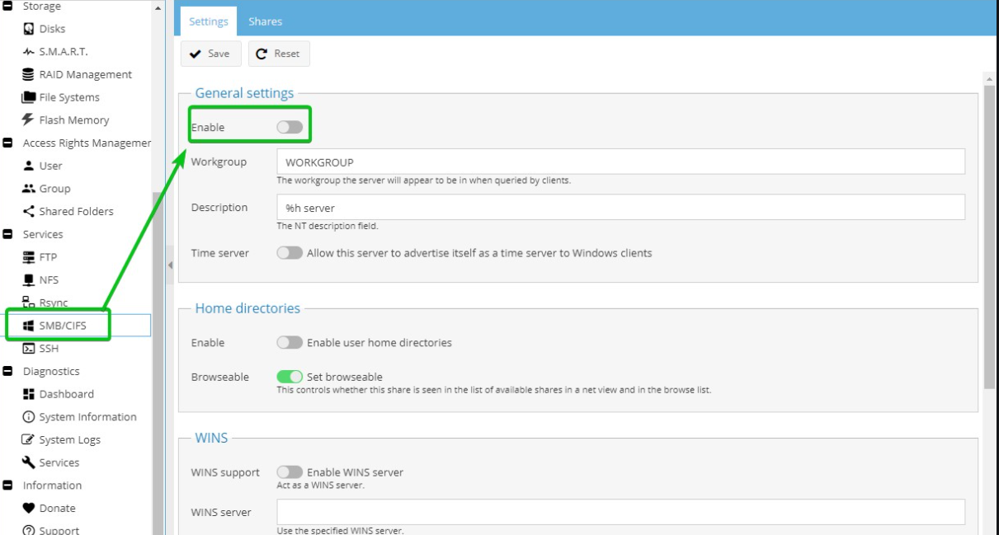 Storage
Disks
S.M.A.R.T.
RAID Management
File Systems
Flash Memory
Access Rights Managemer
User
Group
Shared Folders
Services
FTP
NFS
Rsync
SMB/CIFS
SSH
Diagnostics
Dashboard
System Information
System Logs
Services
Information
Donate
Support
Settings Shares
Save Reset
General settings
Enable
Workgroup WORKGROUP
The workgroup the server will appear to be in when queried by clients.
Description %h server
The NT description field.
Time server Allow this server to advertise itself as a time server to Windows clients
Home directories
Enable Enable user home directories
Browseable Set browseable
This controls whether this share is seen in the list of available shares in a net view and in the browse list.
WINS
WINS support Enable WINS server
Act as a WINS server.
WINS server
Use the specified WINS server.